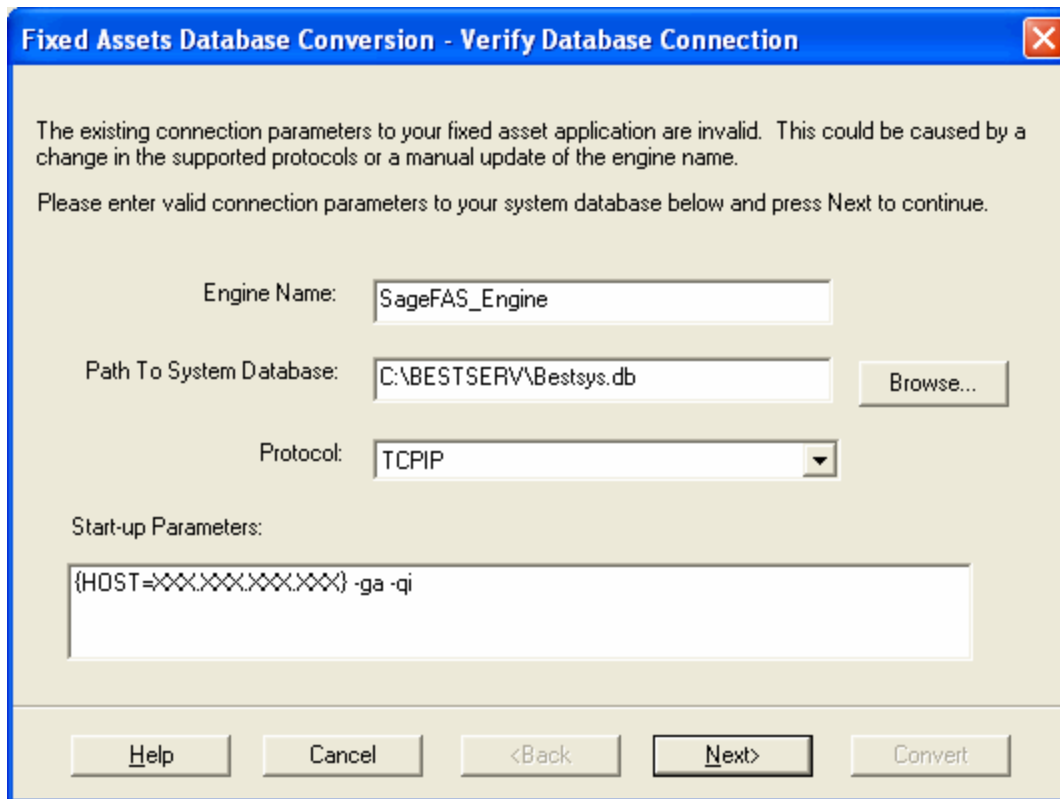 Fixed Assets Database Conversion - Verify Database Connection
The existing connection parameters to your fixed asset application are invalid.  This could be caused by a
change in the supported protocols or a manual update of the engine name.
Please enter valid connection parameters to your system database below and press Next to continue.
Engine Name:
SageFAS_Engine
Path To System Database:
C:\BESTSERV\Bestsys.db
Browse...
Protocol:
TCPIP
Start-up Parameters:
{HOST=XXX.XXX.XXX.XXX} -ga -qi
Help
Cancel
<Back
Next>
Convert